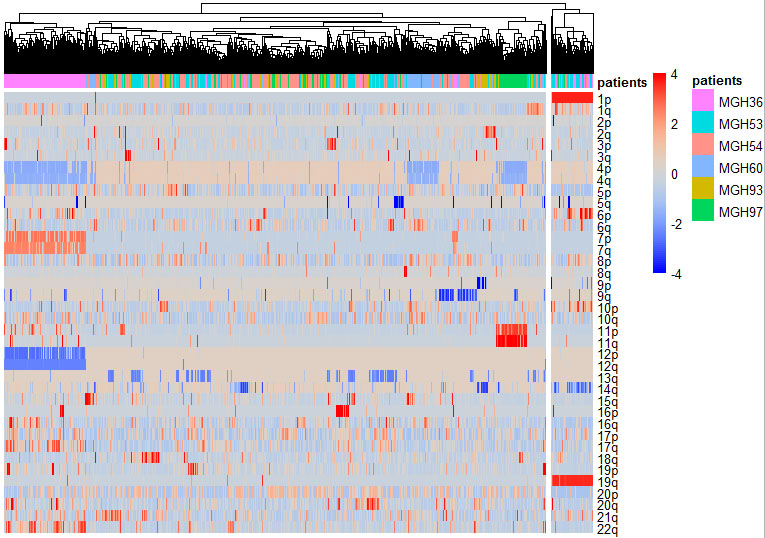 patients
1p
1q
2p
2q
3p
3q
4p
4q
5p
5q
6p
6q
7p
7q
8p
8q
9p
9q
10p
10q
11p
11q
12p
12q
13q
14q
15q
16p
16q
17p
17q
18q
19p
19q
20p
20q
21q
22q
4
2
0
-2
-4
patients
MGH36
MGH53
MGH54
MGH60
MGH93
MGH97